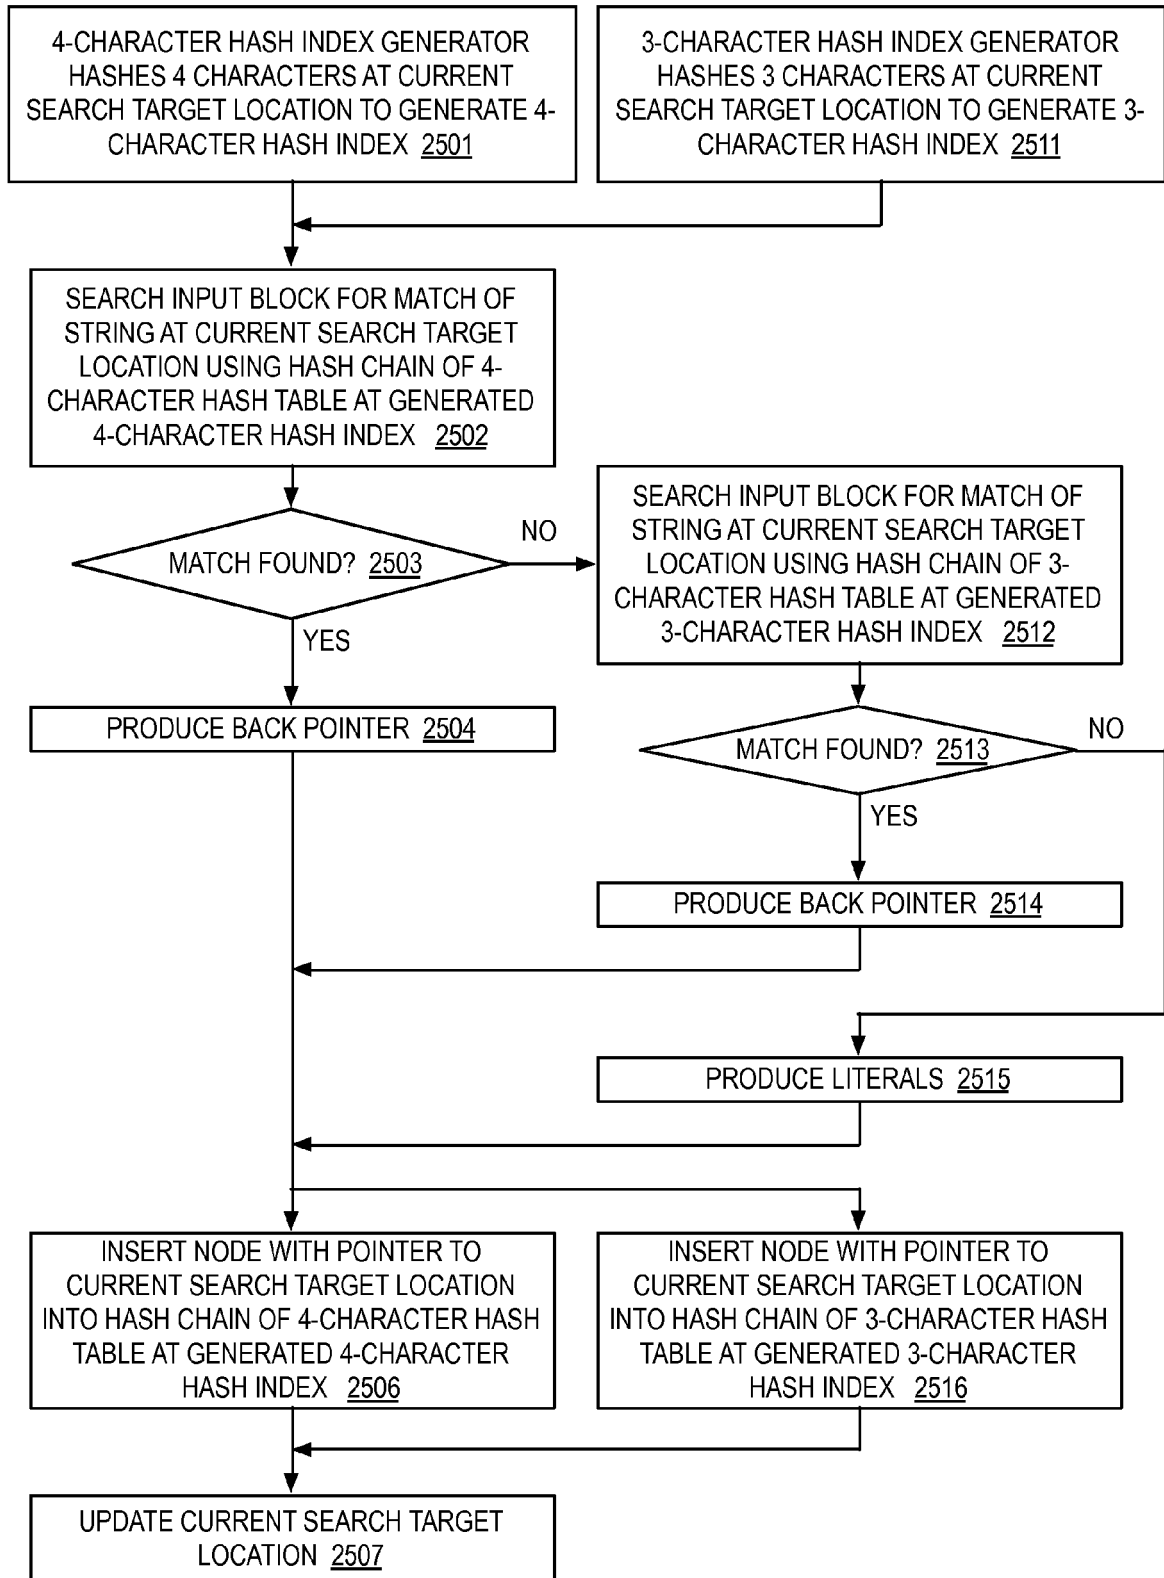 4-CHARACTER HASH INDEX GENERATOR
HASHES 4 CHARACTERS AT CURRENT
SEARCH TARGET LOCATION TO GENERATE 4-
CHARACTER HASH INDEX 2501
3-CHARACTER HASH INDEX GENERATOR
HASHES 3 CHARACTERS AT CURRENT
SEARCH TARGET LOCATION TO GENERATE 3-
CHARACTER HASH INDEX 2511
SEARCH INPUT BLOCK FOR MATCH OF
STRING AT CURRENT SEARCH TARGET
LOCATION USING HASH CHAIN OF 4-
CHARACTER HASH TABLE AT GENERATED
4-CHARACTER HASH INDEX 2502
MATCH FOUND? 2503
NO
YES
SEARCH INPUT BLOCK FOR MATCH OF
STRING AT CURRENT SEARCH TARGET
LOCATION USING HASH CHAIN OF 3-
CHARACTER HASH TABLE AT GENERATED
3-CHARACTER HASH INDEX 2512
PRODUCE BACK POINTER 2504
MATCH FOUND? 2513
NO
YES
PRODUCE BACK POINTER 2514
PRODUCE LITERALS 2515
INSERT NODE WITH POINTER TO
CURRENT SEARCH TARGET LOCATION
INTO HASH CHAIN OF 4-CHARACTER HASH
TABLE AT GENERATED 4-CHARACTER
HASH INDEX 2506
INSERT NODE WITH POINTER TO
CURRENT SEARCH TARGET LOCATION
INTO HASH CHAIN OF 3-CHARACTER HASH
TABLE AT GENERATED 3-CHARACTER
HASH INDEX 2516
UPDATE CURRENT SEARCH TARGET
LOCATION 2507